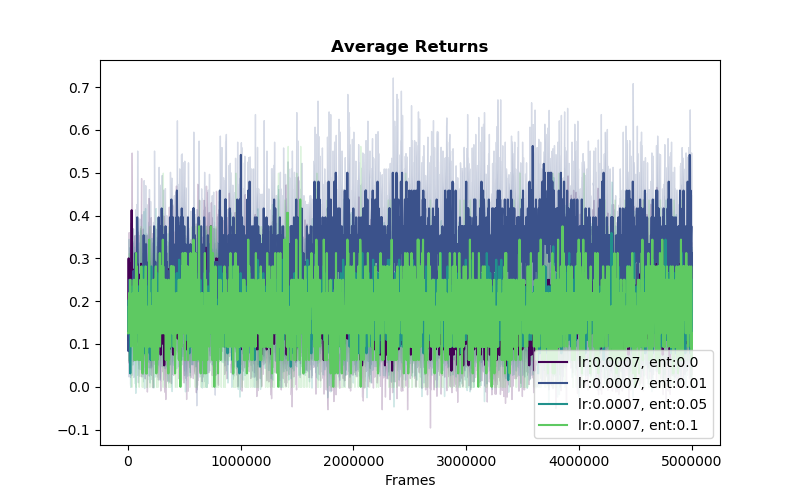 Average Returns
0.7
0.6
0.5
0.4
0.3
0.2
0.1
0.0
−0.1
lr:0.0007, ent:0.0
lr:0.0007, ent:0.01
lr:0.0007, ent:0.05
lr:0.0007, ent:0.1
0 1000000 2000000 3000000 4000000 5000000
Frames